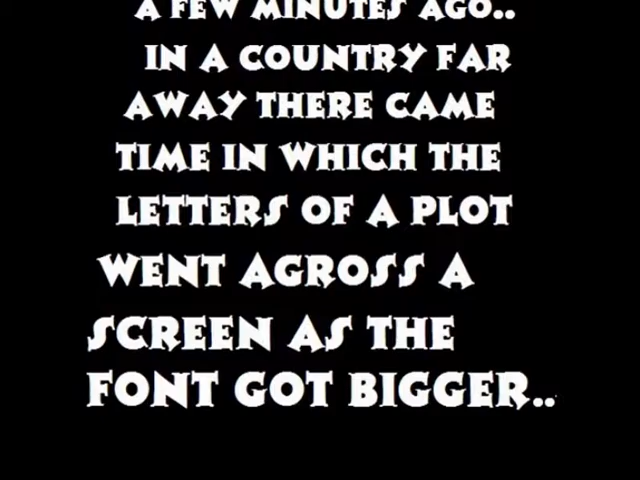 A FEW MINUTES AGO..
IN A COUNTRY FAR
AWAY THERE CAME
TIME IN WHICH THE
LETTERS OF A PLOT
WENT AGROSS A
SCREEN AS THE
FONT GOT BIGGER..